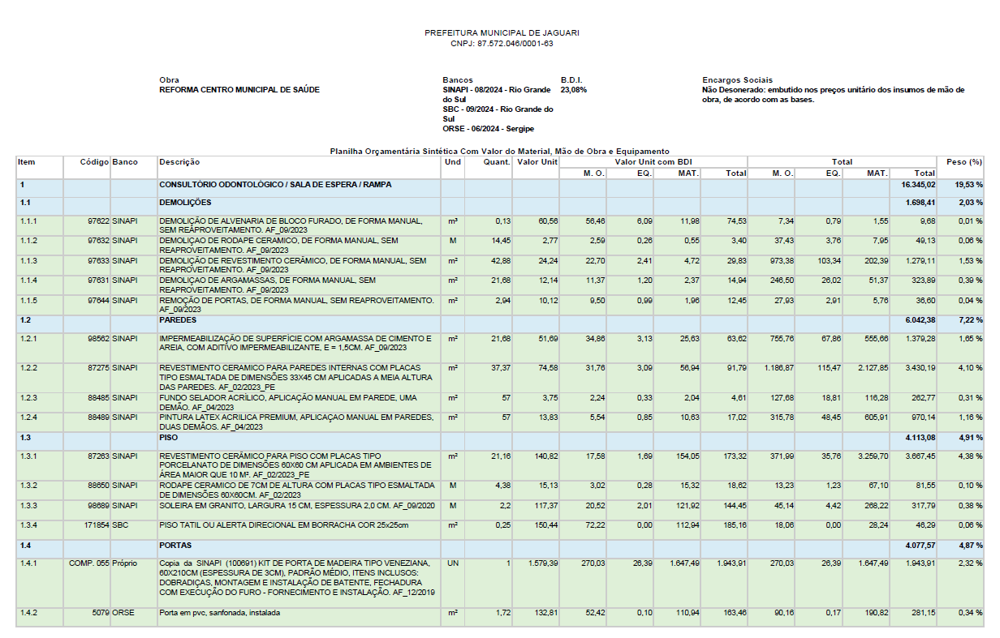 PREFEITURA MUNICIPAL DE JAGUARI
CNPJ: 87.572.046/0001-63
Obra Bancos B.D.I. Encargos Sociais
REFORMA CENTRO MUNICIPAL DE SAÚDE SINAPI - 08/2024 - Rio Grande 23,08% Não Desonerado: embutido nos preços unitário dos insumos de mão de
do Sul obra, de acordo com as bases.
SBC - 09/2024 - Rio Grande do
Sul
ORSE - 06/2024 - Sergipe
Planilha Orçamentária Sintética Com Valor do Material, Mão de Obra e Equipamento
Item Código Banco Descrição Und Quant. Valor Unit Valor Unit com BDI Total Peso (%)
M. O. EQ. MAT. Total M. O. EQ. MAT. Total
1 CONSULTÓRIO ODONTOLÓGICO / SALA DE ESPERA / RAMPA 16.345,02 19,53 %
1.1 DEMOLIÇÕES 1.698,41 2,03 %
1.1.1 97622 SINAPI DEMOLIÇÃO DE ALVENARIA DE BLOCO FURADO, DE FORMA MANUAL, m³ 0,13 60,56 56,46 6,09 11,98 74,53 7,34 0,79 1,55 9,68 0,01 %
SEM REAPROVEITAMENTO. AF_09/2023
1.1.2 97632 SINAPI DEMOLIÇÃO DE RODAPÉ CERÂMICO, DE FORMA MANUAL, SEM M 14,45 2,77 2,59 0,26 0,55 3,40 37,43 3,76 7,95 49,13 0,06 %
REAPROVEITAMENTO. AF_09/2023
1.1.3 97633 SINAPI DEMOLIÇÃO DE REVESTIMENTO CERÂMICO, DE FORMA MANUAL, SEM m² 42,88 24,24 22,70 2,41 4,72 29,83 973,38 103,34 202,39 1.279,11 1,53 %
REAPROVEITAMENTO. AF_09/2023
1.1.4 97631 SINAPI DEMOLIÇÃO DE ARGAMASSAS, DE FORMA MANUAL, SEM m² 21,68 12,14 11,37 1,20 2,37 14,94 246,50 26,02 51,37 323,89 0,39 %
REAPROVEITAMENTO. AF_09/2023
1.1.5 97644 SINAPI REMOÇÃO DE PORTAS, DE FORMA MANUAL, SEM REAPROVEITAMENTO. m² 2,94 10,12 9,50 0,99 1,96 12,45 27,93 2,91 5,76 36,60 0,04 %
AF_09/2023
1.2 PAREDES 6.042,38 7,22 %
1.2.1 98562 SINAPI IMPERMEABILIZAÇÃO DE SUPERFÍCIE COM ARGAMASSA DE CIMENTO E m² 21,68 51,69 34,86 3,13 25,63 63,62 755,76 67,86 555,66 1.379,28 1,65 %
AREIA, COM ADITIVO IMPERMEABILIZANTE, E = 1,5CM. AF_09/2023
1.2.2 87275 SINAPI REVESTIMENTO CERÂMICO PARA PAREDES INTERNAS COM PLACAS m² 37,37 74,58 31,76 3,09 56,94 91,79 1.186,87 115,47 2.127,85 3.430,19 4,10 %
TIPO ESMALTADA DE DIMENSÕES 33X45 CM APLICADAS A MEIA ALTURA
DAS PAREDES. AF_02/2023_PE
1.2.3 88485 SINAPI FUNDO SELADOR ACRÍLICO, APLICAÇÃO MANUAL EM PAREDE, UMA m² 57 3,75 2,24 0,33 2,04 4,61 127,68 18,81 116,28 262,77 0,31 %
DEMÃO. AF_04/2023
1.2.4 88489 SINAPI PINTURA LÁTEX ACRÍLICA PREMIUM, APLICAÇÃO MANUAL EM PAREDES, m² 57 13,83 5,54 0,85 10,63 17,02 315,78 48,45 605,91 970,14 1,16 %
DUAS DEMÃOS. AF_04/2023
1.3 PISO 4.113,08 4,91 %
1.3.1 87263 SINAPI REVESTIMENTO CERÂMICO PARA PISO COM PLACAS TIPO m² 21,16 140,82 17,58 1,69 154,05 173,32 371,99 35,76 3.259,70 3.667,45 4,38 %
PORCELANATO DE DIMENSÕES 60X60 CM APLICADA EM AMBIENTES DE
ÁREA MAIOR QUE 10 M². AF_02/2023_PE
1.3.2 88650 SINAPI RODAPÉ CERÂMICO DE 7CM DE ALTURA COM PLACAS TIPO ESMALTADA M 4,38 15,13 3,02 0,28 15,32 18,62 13,23 1,23 67,10 81,55 0,10 %
DE DIMENSÕES 60X60CM. AF_02/2023
1.3.3 98689 SINAPI SOLEIRA EM GRANITO, LARGURA 15 CM, ESPESSURA 2,0 CM. AF_09/2020 M 2,2 117,37 20,52 2,01 121,92 144,45 45,14 4,42 268,22 317,79 0,38 %
1.3.4 171854 SBC PISO TATIL OU ALERTA DIRECIONAL EM BORRACHA COR 25x25cm m² 0,25 150,44 72,22 0,00 112,94 185,16 18,06 0,00 28,24 46,29 0,06 %
1.4 PORTAS 4.077,57 4,87 %
1.4.1 COMP. 055 Próprio Copia da SINAPI (100691) KIT DE PORTA DE MADEIRA TIPO VENEZIANA, UN 1 1.579,39 270,03 26,39 1.647,49 1.943,91 270,03 26,39 1.647,49 1.943,91 2,32 %
60X210CM (ESPESSURA DE 3CM), PADRÃO MÉDIO, ITENS INCLUSOS:
DOBRADIÇAS, MONTAGEM E INSTALAÇÃO DE BATENTE, FECHADURA
COM EXECUÇÃO DO FURO - FORNECIMENTO E INSTALAÇÃO. AF_12/2019
1.4.2 5079 ORSE Porta em pvc, sanfonada, instalada m² 1,72 132,81 52,42 0,10 110,94 163,46 90,16 0,17 190,82 281,15 0,34 %